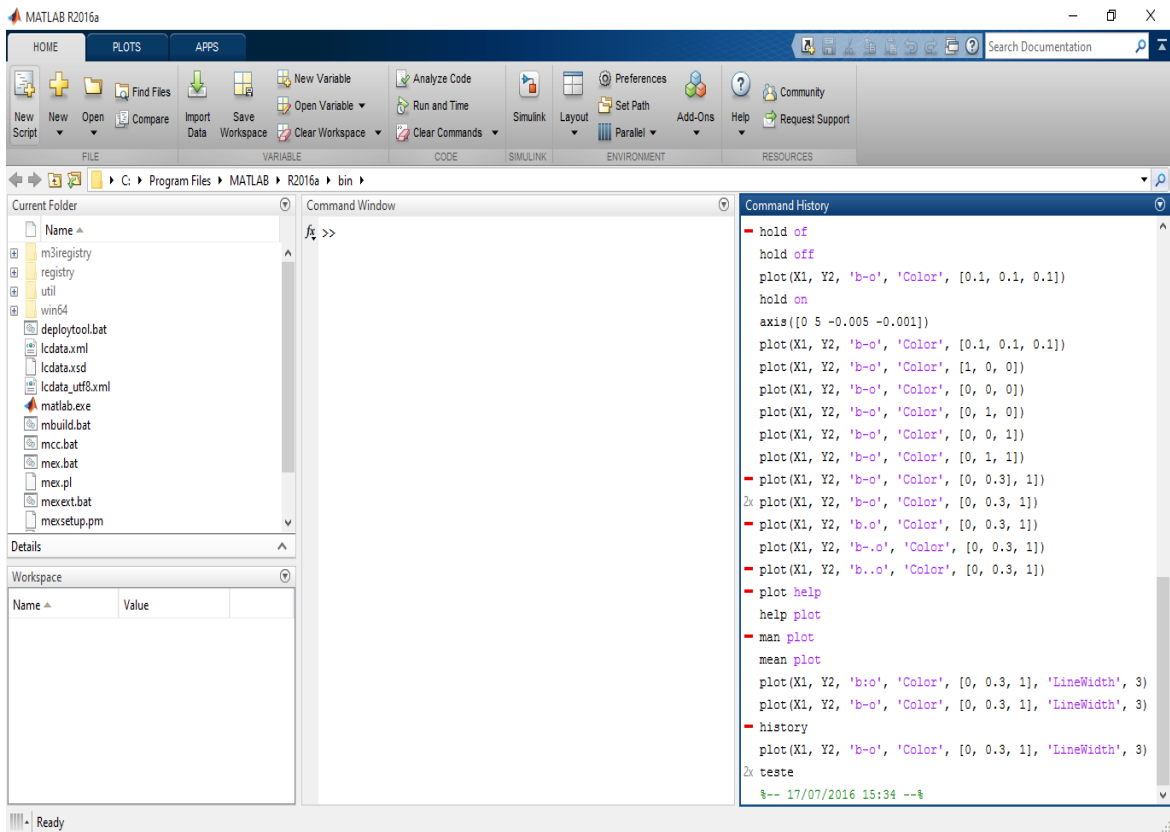 MATLAB R2016a
HOME PLOTS APPS
Search Documentation
New Script
New
Open
Find Files
Compare
Import Data
Save Workspace
New Variable
Open Variable
Clear Workspace
Analyze Code
Run and Time
Clear Commands
Simulink
Layout
Preferences
Set Path
Parallel
Add-Ons
Help
Community
Request Support
FILE VARIABLE CODE SIMULINK ENVIRONMENT RESOURCES
C: Program Files MATLAB R2016a bin
Current Folder
Name
m3iregistry
registry
util
win64
deploytool.bat
lcdata.xml
lcdata.xsd
lcdata_utf8.xml
matlab.exe
mbuild.bat
mcc.bat
mex.bat
mex.pl
mexext.bat
mexsetup.pm
Details
Workspace
Name Value
Command Window
fx >>
Command History
hold of
hold off
plot(X1, Y2, 'b-o', 'Color', [0.1, 0.1, 0.1])
hold on
axis([0 5 -0.005 -0.001])
plot(X1, Y2, 'b-o', 'Color', [0.1, 0.1, 0.1])
plot(X1, Y2, 'b-o', 'Color', [1, 0, 0])
plot(X1, Y2, 'b-o', 'Color', [0, 0, 0])
plot(X1, Y2, 'b-o', 'Color', [0, 1, 0])
plot(X1, Y2, 'b-o', 'Color', [0, 0, 1])
plot(X1, Y2, 'b-o', 'Color', [0, 1, 1])
plot(X1, Y2, 'b-o', 'Color', [0, 0.3], 1])
2x plot(X1, Y2, 'b-o', 'Color', [0, 0.3, 1])
plot(X1, Y2, 'b.o', 'Color', [0, 0.3, 1])
plot(X1, Y2, 'b-.o', 'Color', [0, 0.3, 1])
plot(X1, Y2, 'b..o', 'Color', [0, 0.3, 1])
plot help
help plot
man plot
mean plot
plot(X1, Y2, 'b:o', 'Color', [0, 0.3, 1], 'LineWidth', 3)
plot(X1, Y2, 'b-o', 'Color', [0, 0.3, 1], 'LineWidth', 3)
history
plot(X1, Y2, 'b-o', 'Color', [0, 0.3, 1], 'LineWidth', 3)
2x teste
%-- 17/07/2016 15:34 --%
Ready